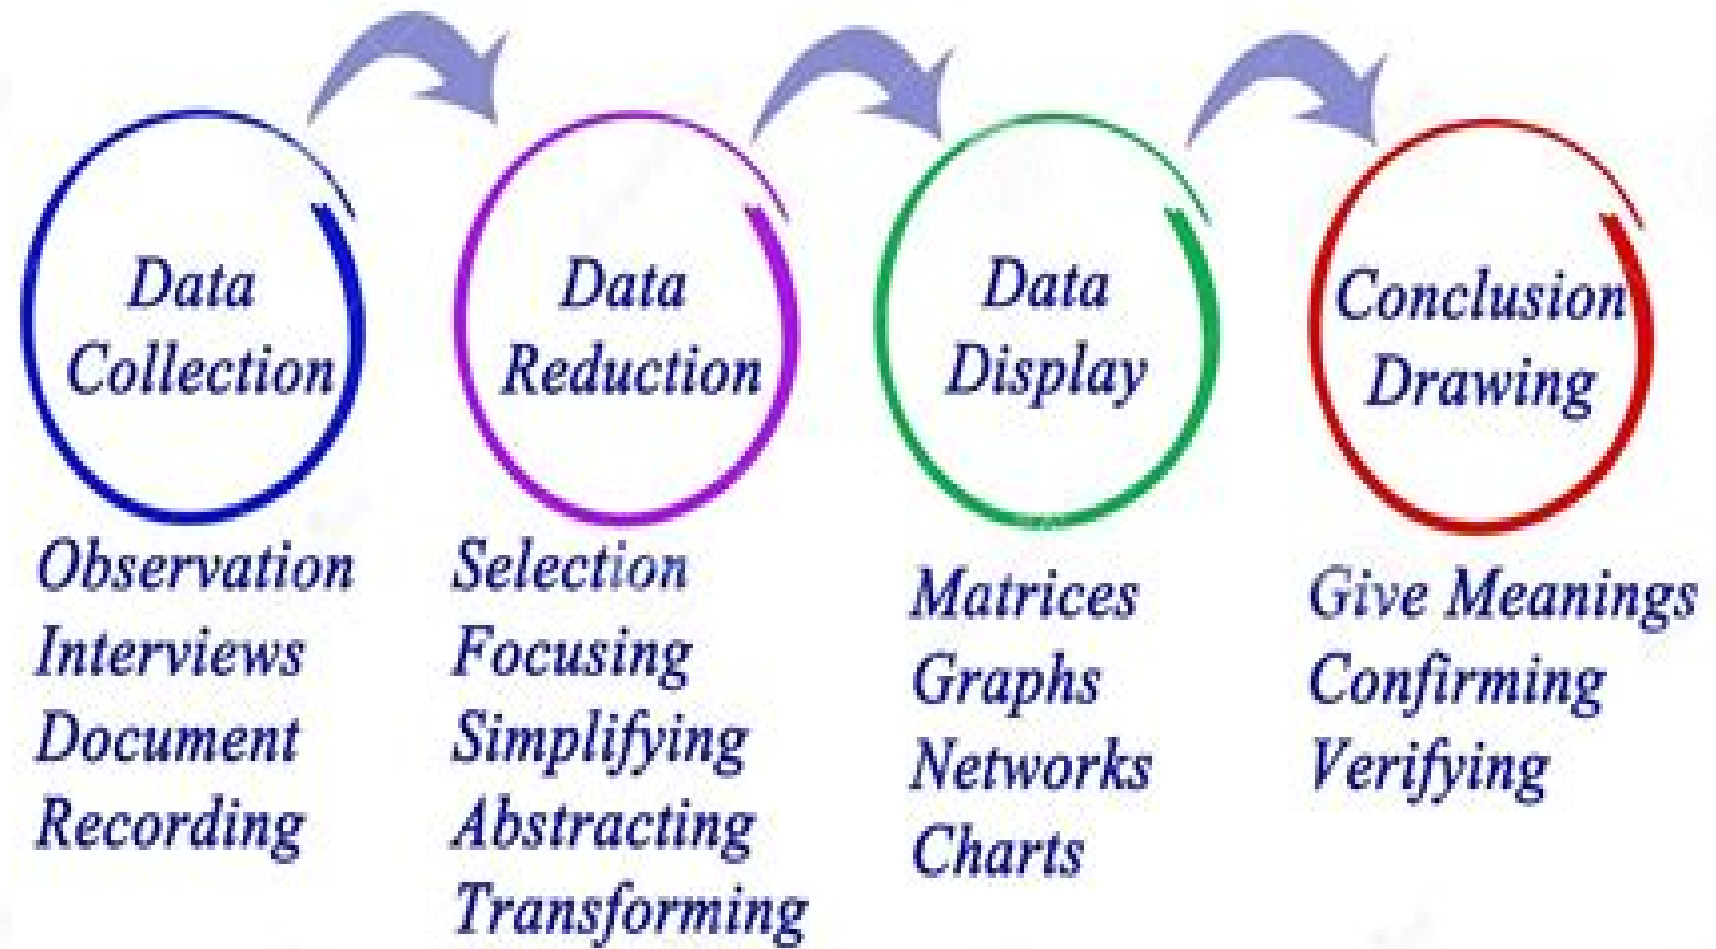 Data
Collection
Observation
Interviews
Document
Recording
Data
Reduction
Selection
Focusing
Simplifying
Abstracting
Transforming
Data
Display
Matrices
Graphs
Networks
Charts
Conclusion
Drawing
Give Meanings
Confirming
Verifying